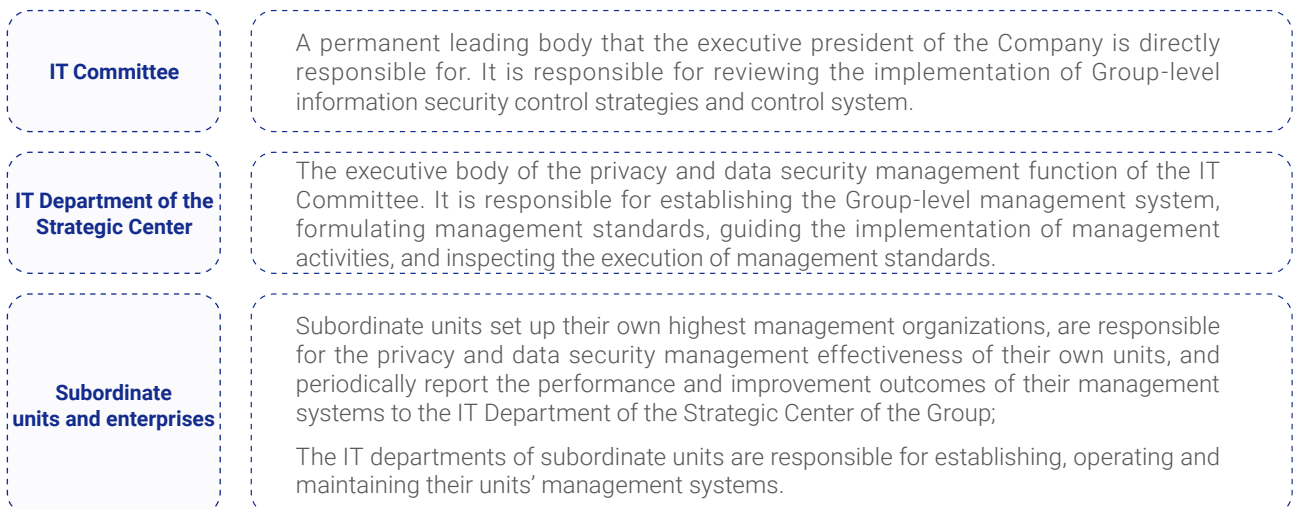 IT Committee
A permanent leading body that the executive president of the Company is directly
responsible for. It is responsible for reviewing the implementation of Group-level
information security control strategies and control system.
IT Department of the
Strategic Center
The executive body of the privacy and data security management function of the IT
Committee. It is responsible for establishing the Group-level management system,
formulating management standards, guiding the implementation of management
activities, and inspecting the execution of management standards.
Subordinate
units and enterprises
Subordinate units set up their own highest management organizations, are responsible
for the privacy and data security management effectiveness of their own units, and
periodically report the performance and improvement outcomes of their management
systems to the IT Department of the Strategic Center of the Group;
The IT departments of subordinate units are responsible for establishing, operating and
maintaining their units’ management systems.